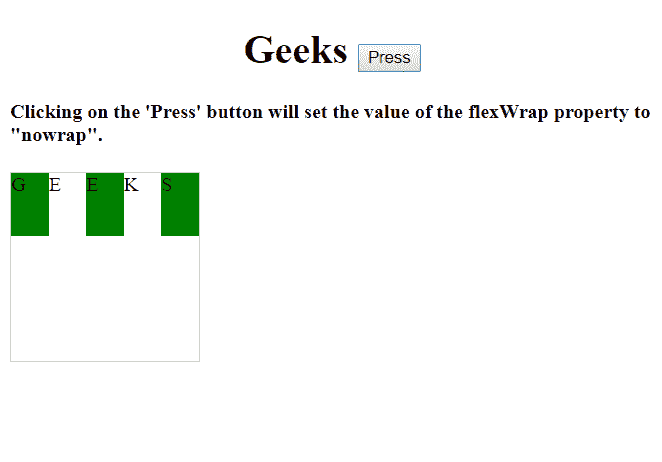 Geeks Press
Clicking on the 'Press' button will set the value of the flexWrap property to
"nowrap".
G E E K S